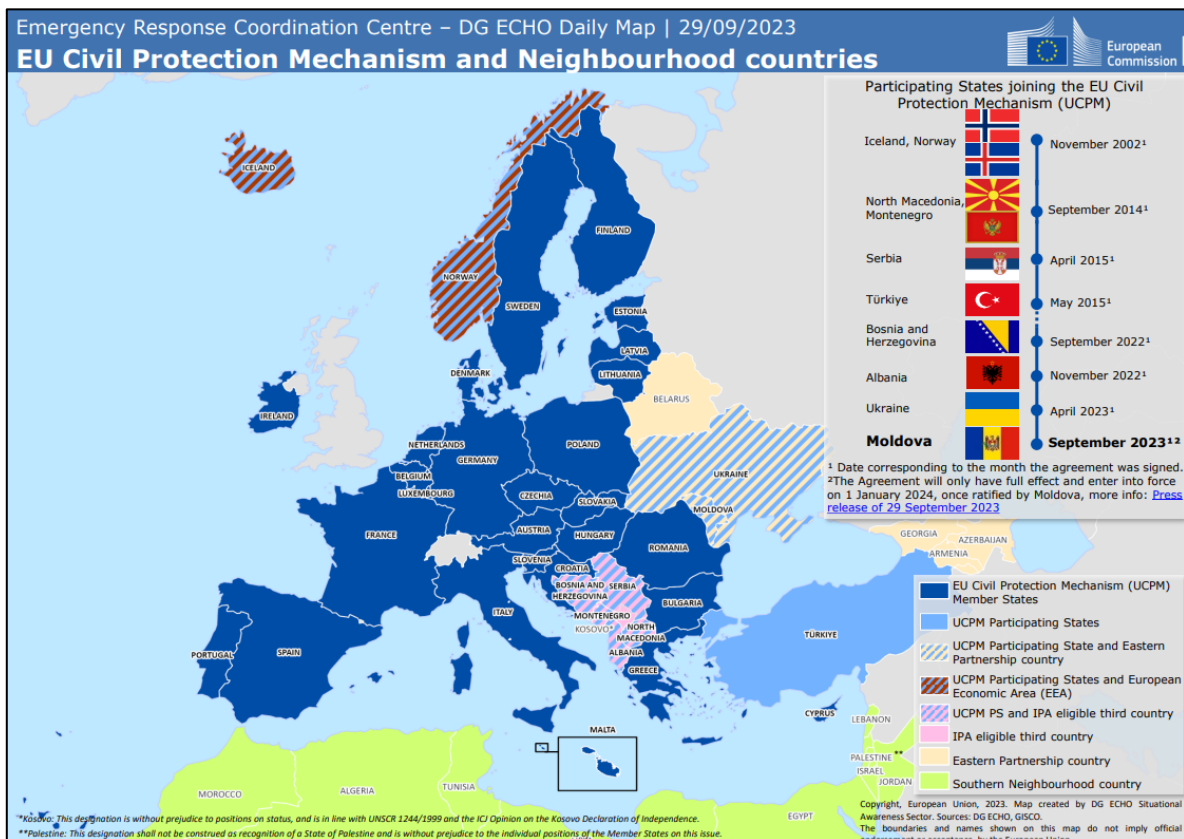 Emergency Response Coordination Centre – DG ECHO Daily Map | 29/09/2023
EU Civil Protection Mechanism and Neighbourhood countries
European
Commission
Participating States joining the EU Civil
Protection Mechanism (UCPM)
Iceland, Norway
November 2002¹
North Macedonia,
Montenegro
September 2014¹
Serbia
April 2015¹
Türkiye
May 2015¹
Bosnia and
Herzegovina
September 2022¹
Albania
November 2022¹
Ukraine
April 2023¹
Moldova
September 2023¹²
¹ Date corresponding to the month the agreement was signed.
²The Agreement will only have full effect and enter into force
on 1 January 2024, once ratified by Moldova, more info: Press
release of 29 September 2023
ICELAND
FINLAND
NORWAY
SWEDEN
ESTONIA
LATVIA
DENMARK
LITHUANIA
BELARUS
IRELAND
NETHERLANDS
POLAND
GERMANY
BELGIUM
UKRAINE
LUXEMBOURG
CZECHIA
SLOVAKIA
MOLDOVA
AUSTRIA
FRANCE
HUNGARY
ROMANIA
SLOVENIA
CROATIA
BOSNIA AND
HERZEGOVINA
SERBIA
BULGARIA
ITALY
MONTENEGRO
KOSOVO*
NORTH
MACEDONIA
ALBANIA
GREECE
PORTUGAL
SPAIN
TÜRKIYE
GEORGIA
AZERBAIJAN
ARMENIA
CYPRUS
MALTA
LEBANON
PALESTINE **
ISRAEL
JORDAN
MOROCCO
ALGERIA
TUNISIA
EGYPT
EU Civil Protection Mechanism (UCPM)
Member States
UCPM Participating States
UCPM Participating State and Eastern
Partnership country
UCPM Participating States and European
Economic Area (EEA)
UCPM PS and IPA eligible third country
IPA eligible third country
Eastern Partnership country
Southern Neighbourhood country
*Kosovo: This designation is without prejudice to positions on status, and is in line with UNSCR 1244/1999 and the ICJ Opinion on the Kosovo Declaration of Independence.
**Palestine: This designation shall not be construed as recognition of a State of Palestine and is without prejudice to the individual positions of the Member States on this issue.
Copyright, European Union, 2023. Map created by DG ECHO Situational
Awareness Sector. Sources: DG ECHO, GISCO.
The boundaries and names shown on this map do not imply official